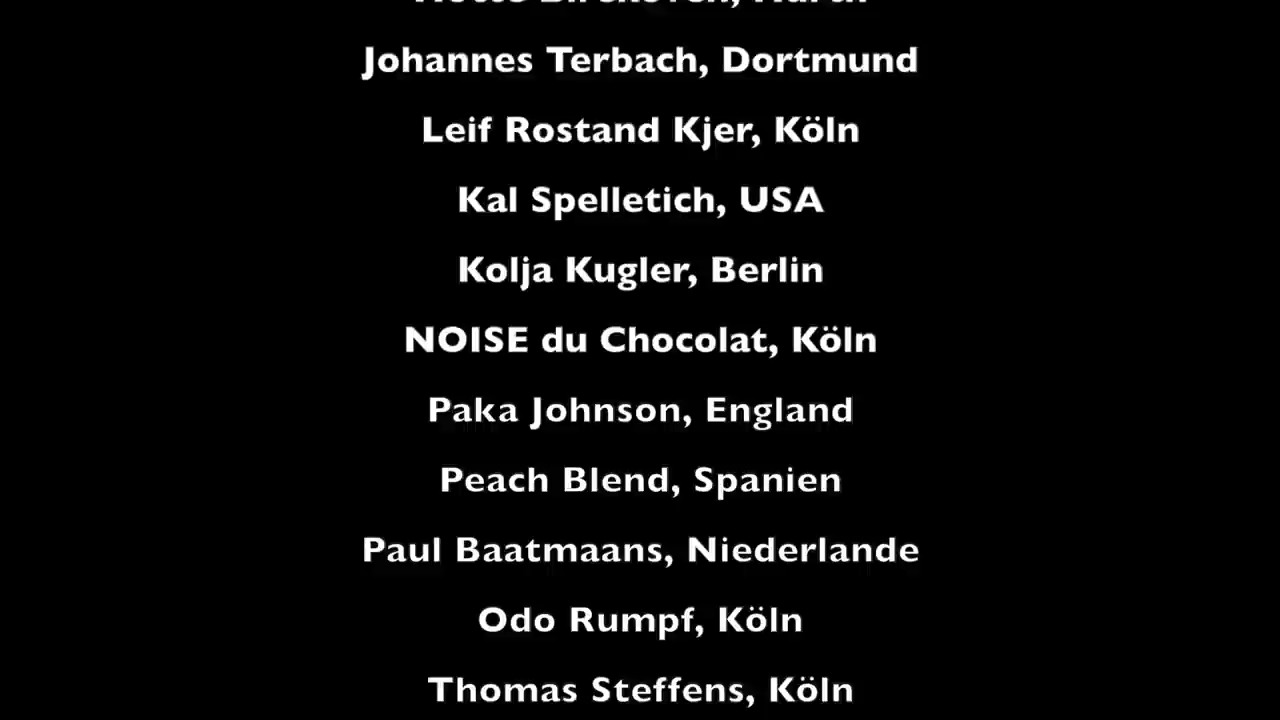 Johannes Terbach, Dortmund
Leif Rostand Kjer, Köln
Kal Spelletich, USA
Kolja Kugler, Berlin
NOISE du Chocolat, Köln
Paka Johnson, England
Peach Blend, Spanien
Paul Baatmaans, Niederlande
Odo Rumpf, Köln
Thomas Steffens, Köln